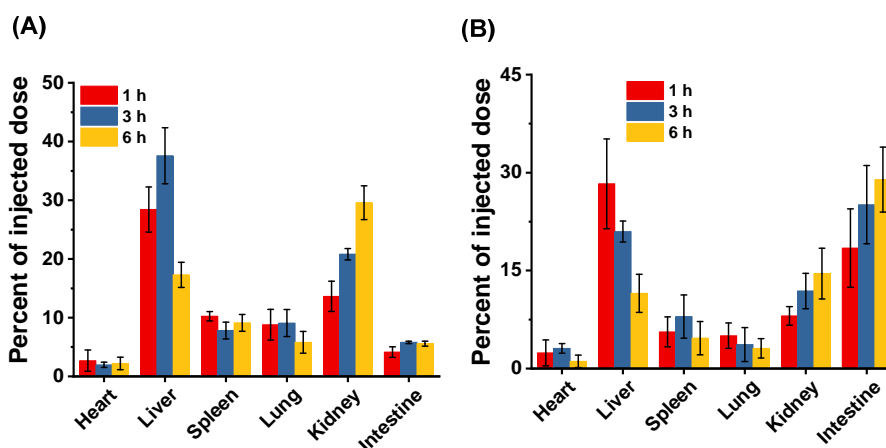 (A)
Percent of injected dose
50
40
30
20
10
0
1 h
3 h
6 h
Heart
Liver
Spleen
Lung
Kidney
Intestine
(B)
Percent of injected dose
45
30
15
0
1 h
3 h
6 h
Heart
Liver
Spleen
Lung
Kidney
Intestine